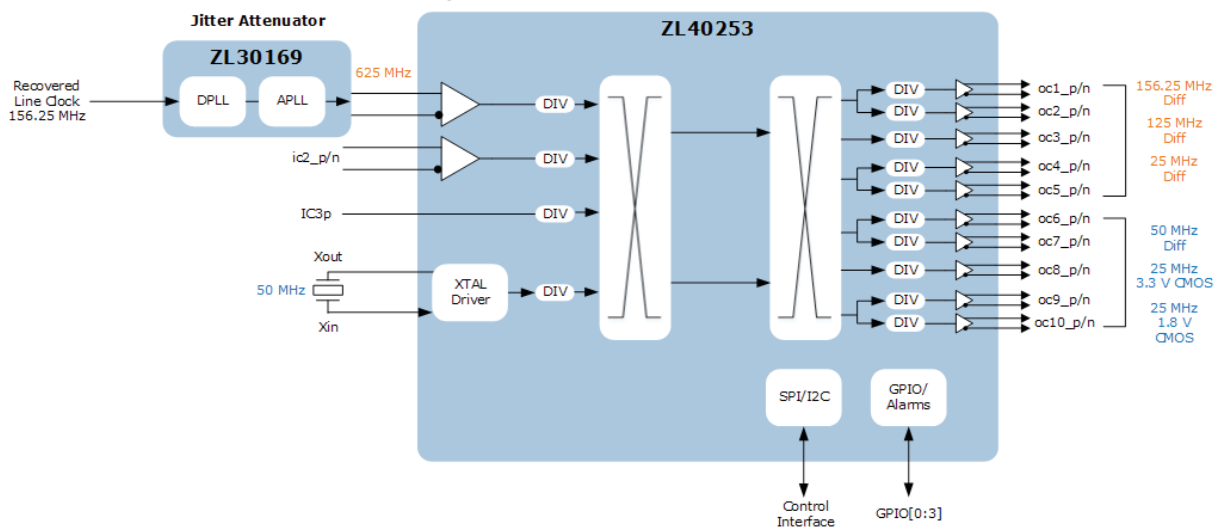 Jitter Attenuator
ZL30169
ZL40253
Recovered
Line Clock
156.25 MHz
DPLL
APLL
625 MHz
ic2_p/n
IC3p
Xout
50 MHz
Xin
XTAL
Driver
DIV
DIV
DIV
DIV
DIV
DIV
DIV
DIV
DIV
DIV
DIV
DIV
DIV
DIV
oc1_p/n
oc2_p/n
oc3_p/n
oc4_p/n
oc5_p/n
oc6_p/n
oc7_p/n
oc8_p/n
oc9_p/n
oc10_p/n
156.25 MHz
Diff
125 MHz
Diff
25 MHz
Diff
50 MHz
Diff
25 MHz
3.3 V CMOS
25 MHz
1.8 V
CMOS
SPI/I2C
GPIO/
Alarms
Control
Interface
GPIO[0:3]